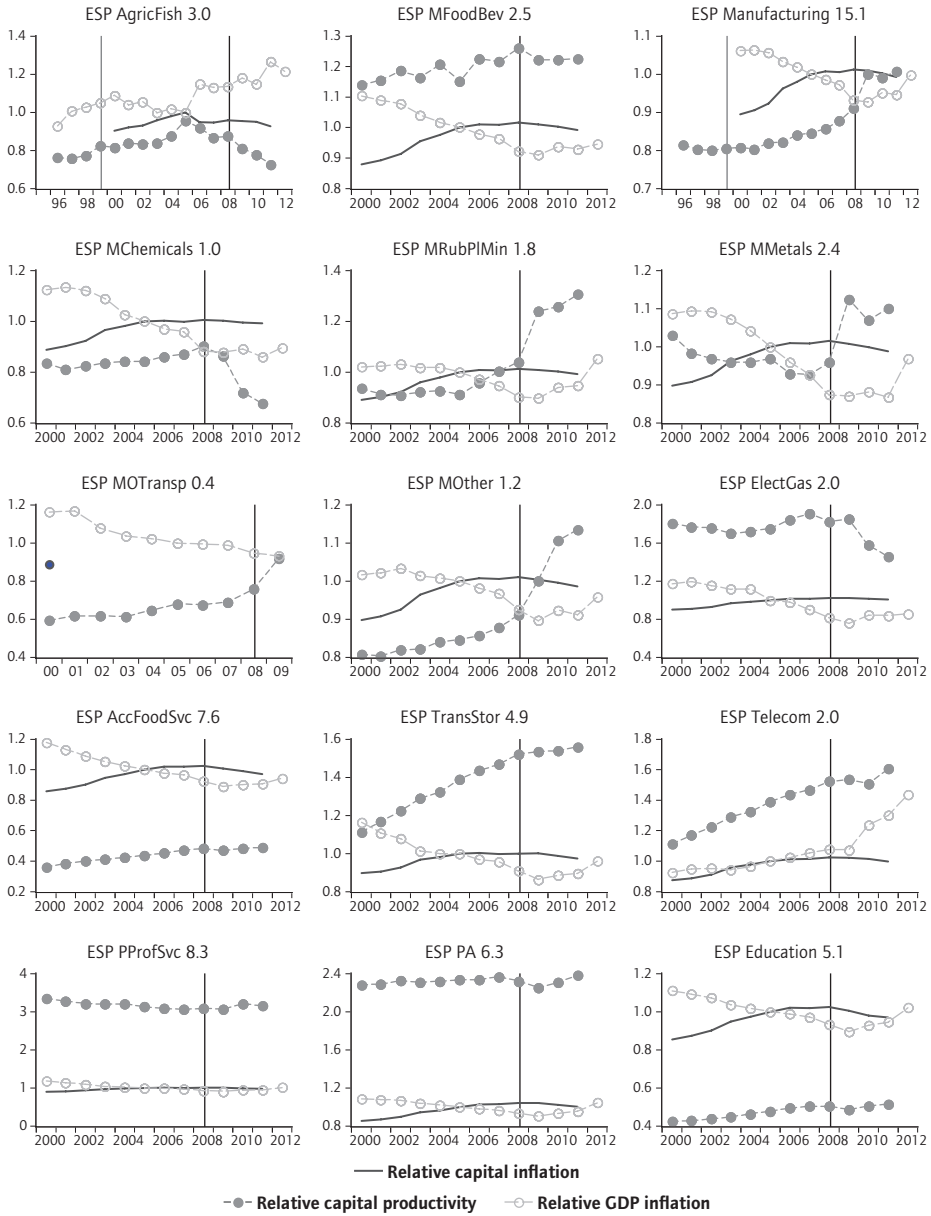 ESP AgricFish 3.0
1.4
1.2
1.0
0.8
0.6
96 98 00 02 04 06 08 10 12
ESP MFoodBev 2.5
1.3
1.2
1.1
1.0
0.9
0.8
2000 2002 2004 2006 2008 2010 2012
ESP Manufacturing 15.1
1.1
1.0
0.9
0.8
0.7
96 98 00 02 04 06 08 10 12
ESP MChemicals 1.0
1.2
1.0
0.8
0.6
2000 2002 2004 2006 2008 2010 2012
ESP MRubPlMin 1.8
1.4
1.2
1.0
0.8
2000 2002 2004 2006 2008 2010 2012
ESP MMetals 2.4
1.2
1.1
1.0
0.9
0.8
2000 2002 2004 2006 2008 2010 2012
ESP MOTransp 0.4
1.2
1.0
0.8
0.6
0.4
00 01 02 03 04 05 06 07 08 09
ESP MOther 1.2
1.2
1.1
1.0
0.9
0.8
2000 2002 2004 2006 2008 2010 2012
ESP ElectGas 2.0
2.0
1.6
1.2
0.8
0.4
2000 2002 2004 2006 2008 2010 2012
ESP AccFoodSvc 7.6
1.2
1.0
0.8
0.6
0.4
0.2
2000 2002 2004 2006 2008 2010 2012
ESP TransStor 4.9
1.6
1.2
1.0
0.8
2000 2002 2004 2006 2008 2010 2012
ESP Telecom 2.0
1.8
1.6
1.4
1.2
1.0
0.8
2000 2002 2004 2006 2008 2010 2012
ESP PProfSvc 8.3
4
3
2
1
0
2000 2002 2004 2006 2008 2010 2012
ESP PA 6.3
2.4
2.0
1.6
1.2
0.8
2000 2002 2004 2006 2008 2010 2012
ESP Education 5.1
1.2
1.0
0.8
0.6
0.4
2000 2002 2004 2006 2008 2010 2012
Relative capital inflation
Relative capital productivity Relative GDP inflation